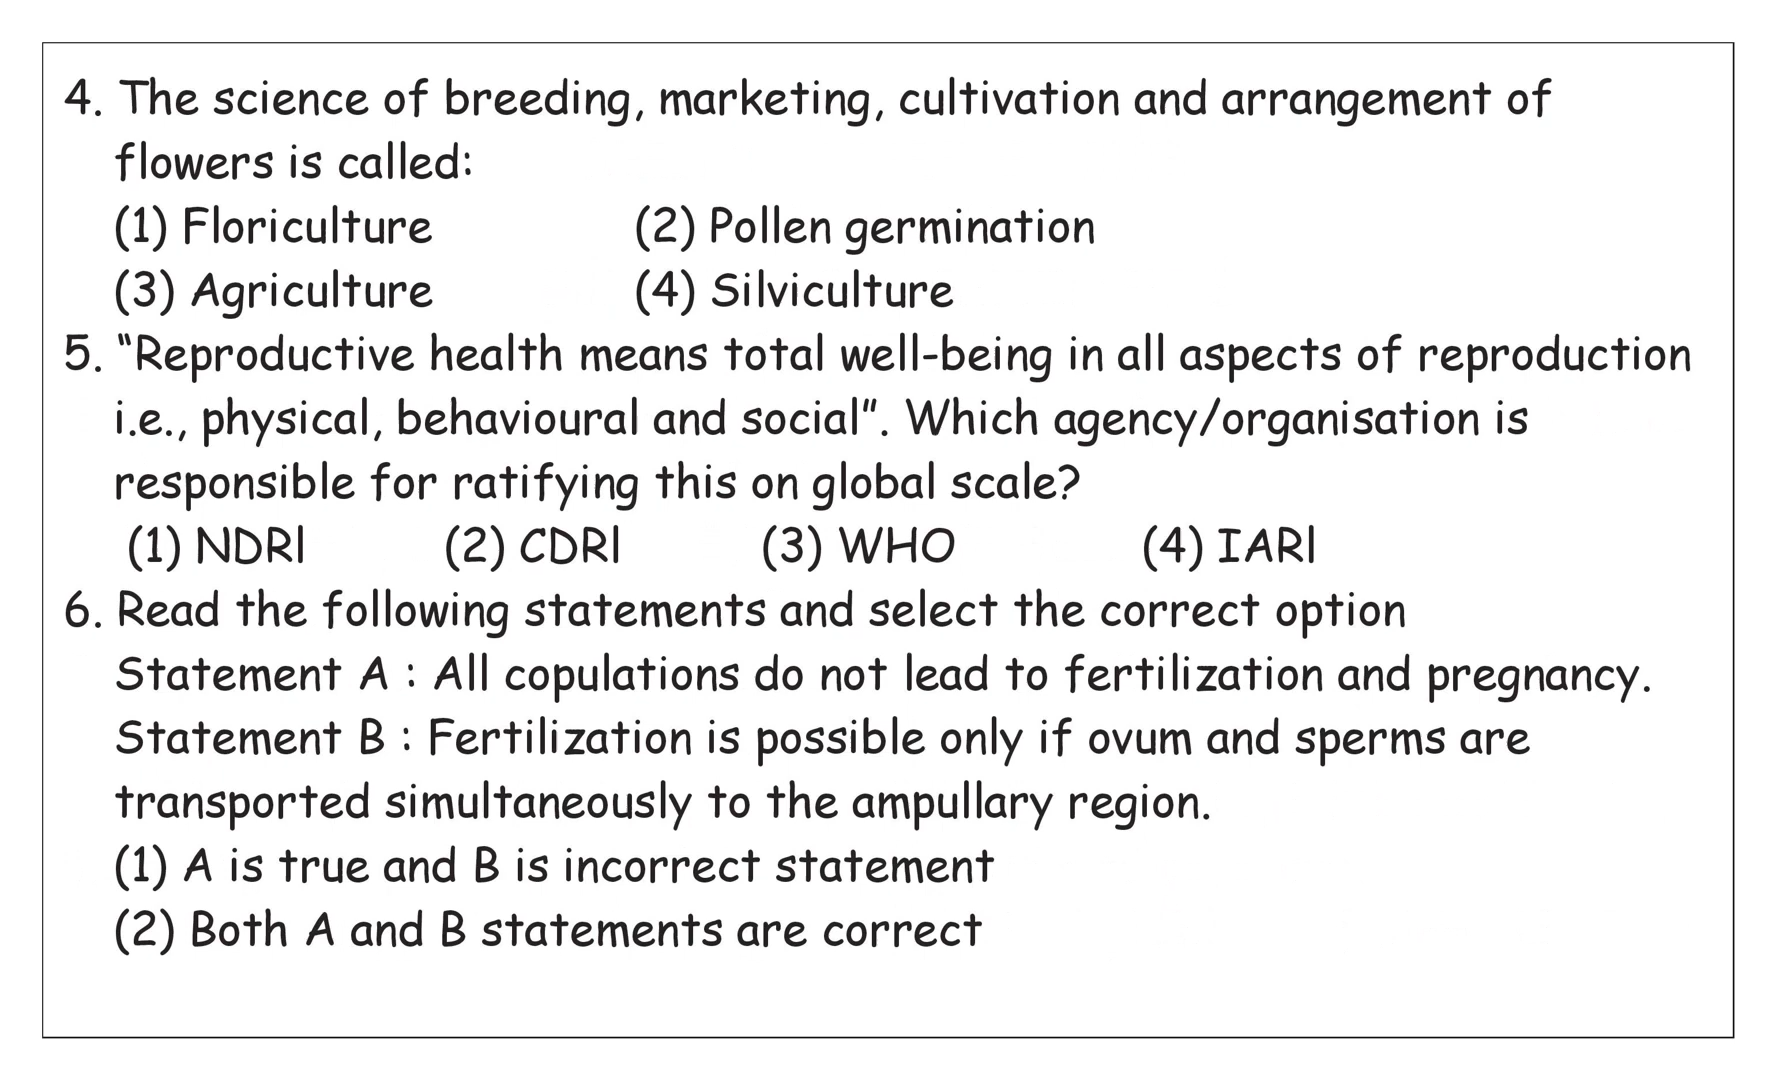 4. The science of breeding, marketing, cultivation and arrangement of
flowers is called:
(1) Floriculture (2) Pollen germination
(3) Agriculture (4) Silviculture
5. “Reproductive health means total well-being in all aspects of reproduction
i.e., physical, behavioural and social”. Which agency/organisation is
responsible for ratifying this on global scale?
(1) NDRl (2) CDRl (3) WHO (4) IARl
6. Read the following statements and select the correct option
Statement A : All copulations do not lead to fertilization and pregnancy.
Statement B : Fertilization is possible only if ovum and sperms are
transported simultaneously to the ampullary region.
(1) A is true and B is incorrect statement
(2) Both A and B statements are correct